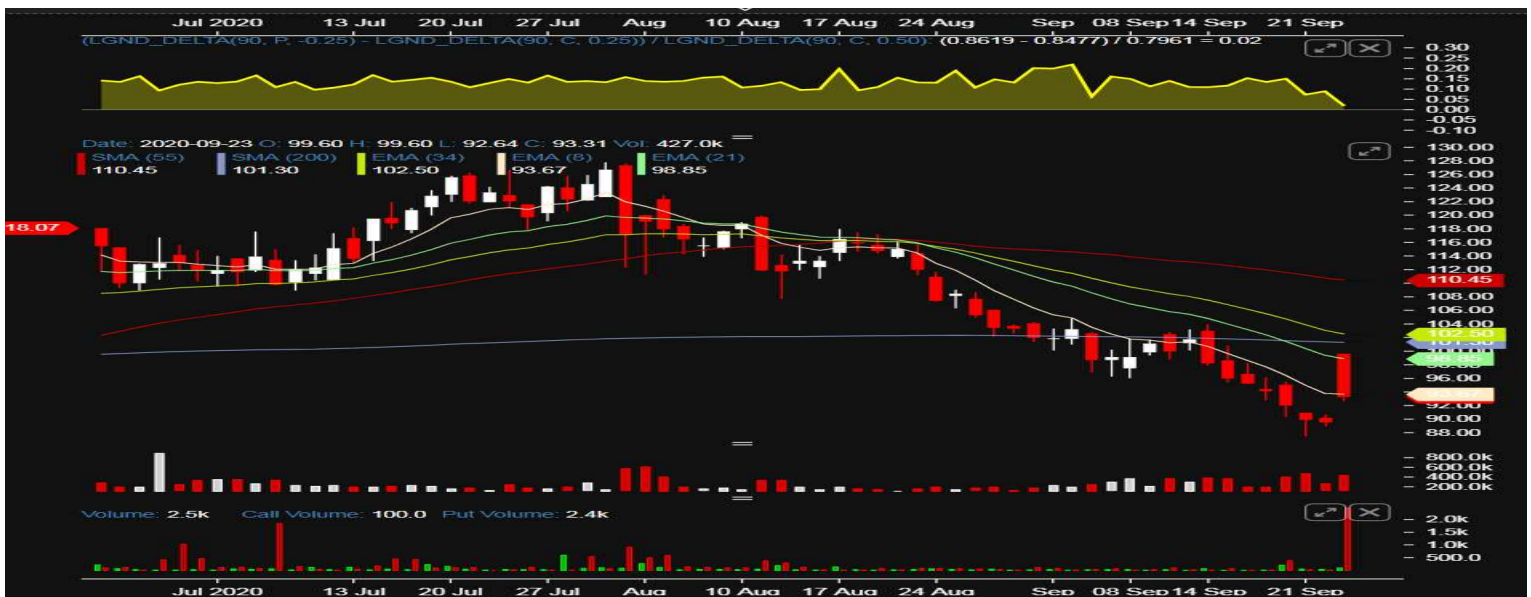 Jul 2020 13 Jul 20 Jul 27 Jul Aug 10 Aug 17 Aug 24 Aug Sep 08 Sep 14 Sep 21 Sep
(LGND_DELTA(90, P, -0.25) - LGND_DELTA(90, C, 0.25)) / LGND_DELTA(90, C, 0.50): (0.8619 - 0.8477) / 0.7961 = 0.02
0.30
0.25
0.20
0.15
0.10
0.05
0.00
-0.05
-0.10
Date: 2020-09-23 O: 99.60 H: 99.60 L: 92.64 C: 93.31 Vol: 427.0k
SMA (55) SMA (200) EMA (34) EMA (8) EMA (21)
110.45 101.30 102.50 93.67 98.85
130.00
128.00
126.00
124.00
122.00
120.00
18.07
118.00
116.00
114.00
112.00
110.45
108.00
106.00
104.00
102.50
101.30
100.00
98.85
96.00
93.67
92.00
90.00
88.00
800.0k
600.0k
400.0k
200.0k
Volume: 2.5k Call Volume: 100.0 Put Volume: 2.4k
2.0k
1.5k
1.0k
500.0
Jul 2020 13 Jul 20 Jul 27 Jul Aug 10 Aug 17 Aug 24 Aug Sep 08 Sep 14 Sep 21 Sep